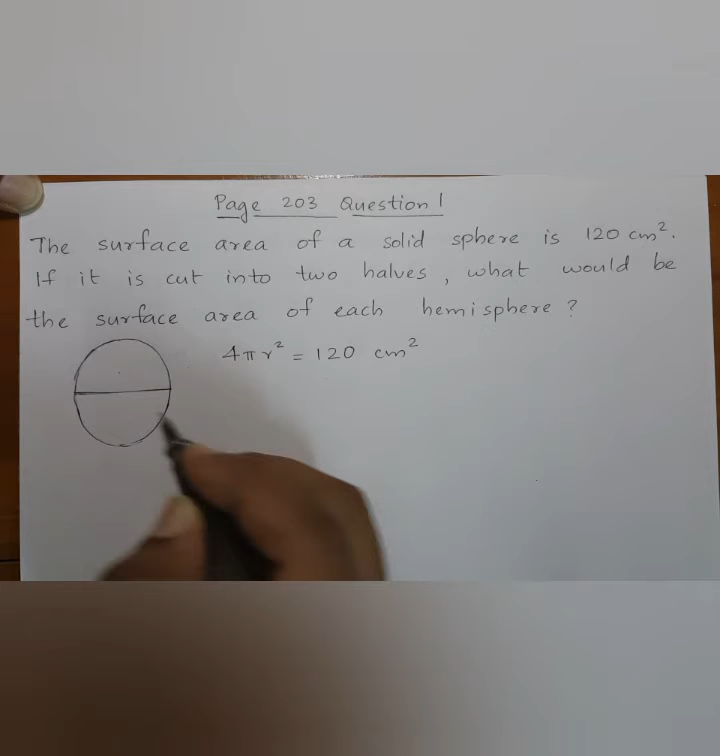 Page 203 Question 1
The surface area of a solid sphere is 120 cm².
If it is cut into two halves, what would be
the surface area of each hemisphere?
4πr² = 120 cm²